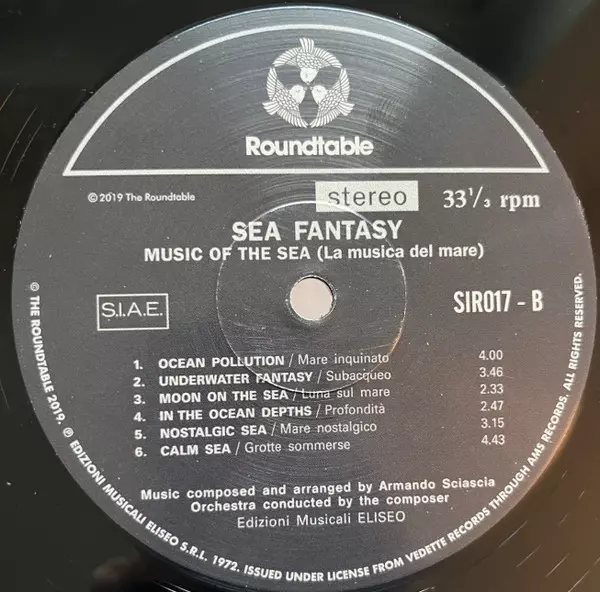 Roundtable
© 2019 The Roundtable
stereo 33 1/3 rpm
SEA FANTASY
MUSIC OF THE SEA (La musica del mare)
S.I.A.E.
SIR017 - B
1. OCEAN POLLUTION / Mare inquinato 4.00
2. UNDERWATER FANTASY / Subacqueo 3.46
3. MOON ON THE SEA / Luna sul mare 2.33
4. IN THE OCEAN DEPTHS / Profondità 2.47
5. NOSTALGIC SEA / Mare nostalgico 3.15
6. CALM SEA / Grotte sommerse 4.43
Music composed and arranged by Armando Sciascia
Orchestra conducted by the composer
Edizioni Musicali ELISEO
© THE ROUNDTABLE 2019. ℗ EDIZIONI MUSICALI ELISEO S.R.L. 1972. ISSUED UNDER LICENSE FROM VEDETTE RECORDS THROUGH AMS RECORDS. ALL RIGHTS RESERVED.